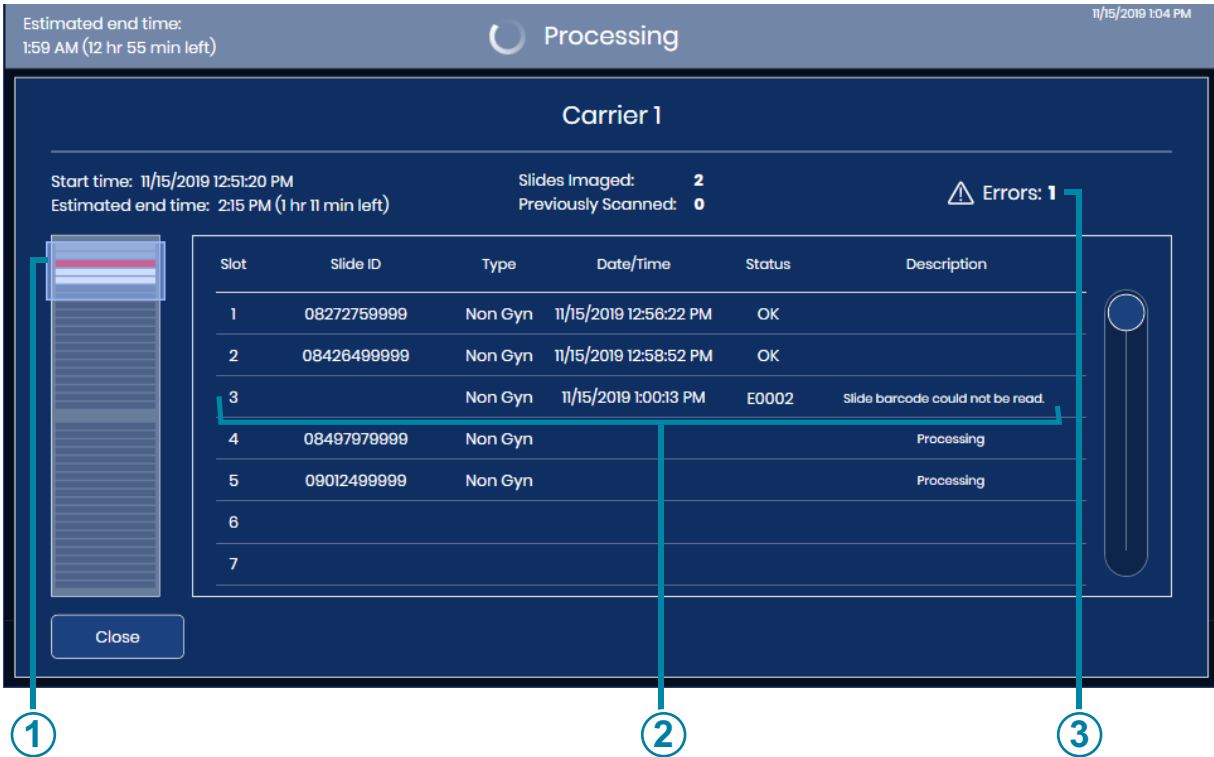 Estimated end time:
1:59 AM (12 hr 55 min left)
Processing
11/15/2019 1:04 PM
Carrier 1
Start time: 11/15/2019 12:51:20 PM
Estimated end time: 2:15 PM (1 hr 11 min left)
Slides Imaged: 2
Previously Scanned: 0
Errors: 1
Slot Slide ID Type Date/Time Status Description
1 08272759999 Non Gyn 11/15/2019 12:56:22 PM OK
2 08426499999 Non Gyn 11/15/2019 12:58:52 PM OK
3 Non Gyn 11/15/2019 1:00:13 PM E0002 Slide barcode could not be read.
4 08497979999 Non Gyn Processing
5 09012499999 Non Gyn Processing
6
7
Close
1 2 3